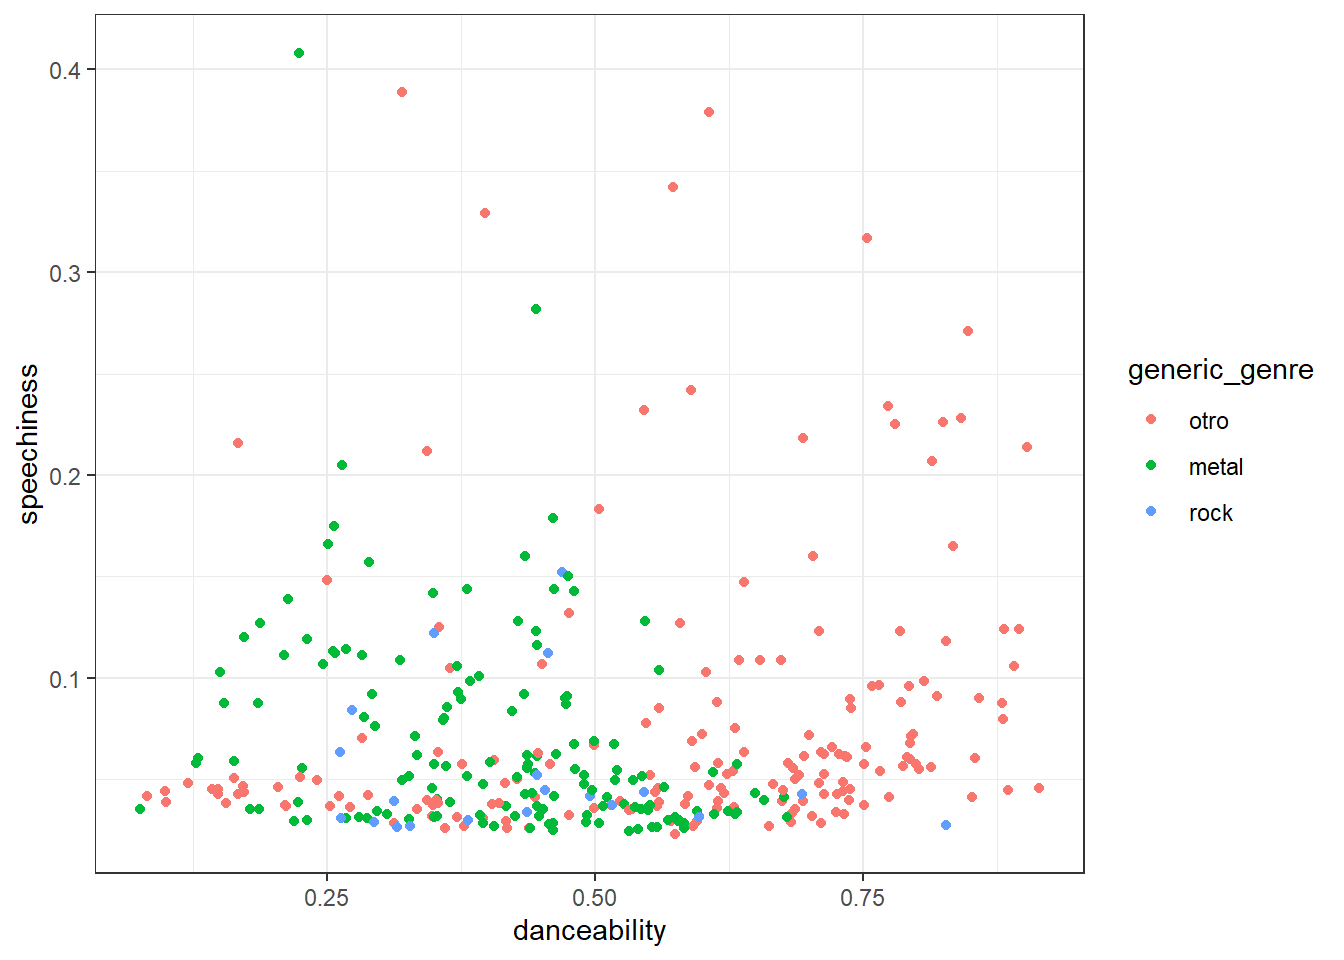 0.4
0.3
0.2
0.1
speechiness
0.25 0.50 0.75
danceability
generic_genre
otro
metal
rock